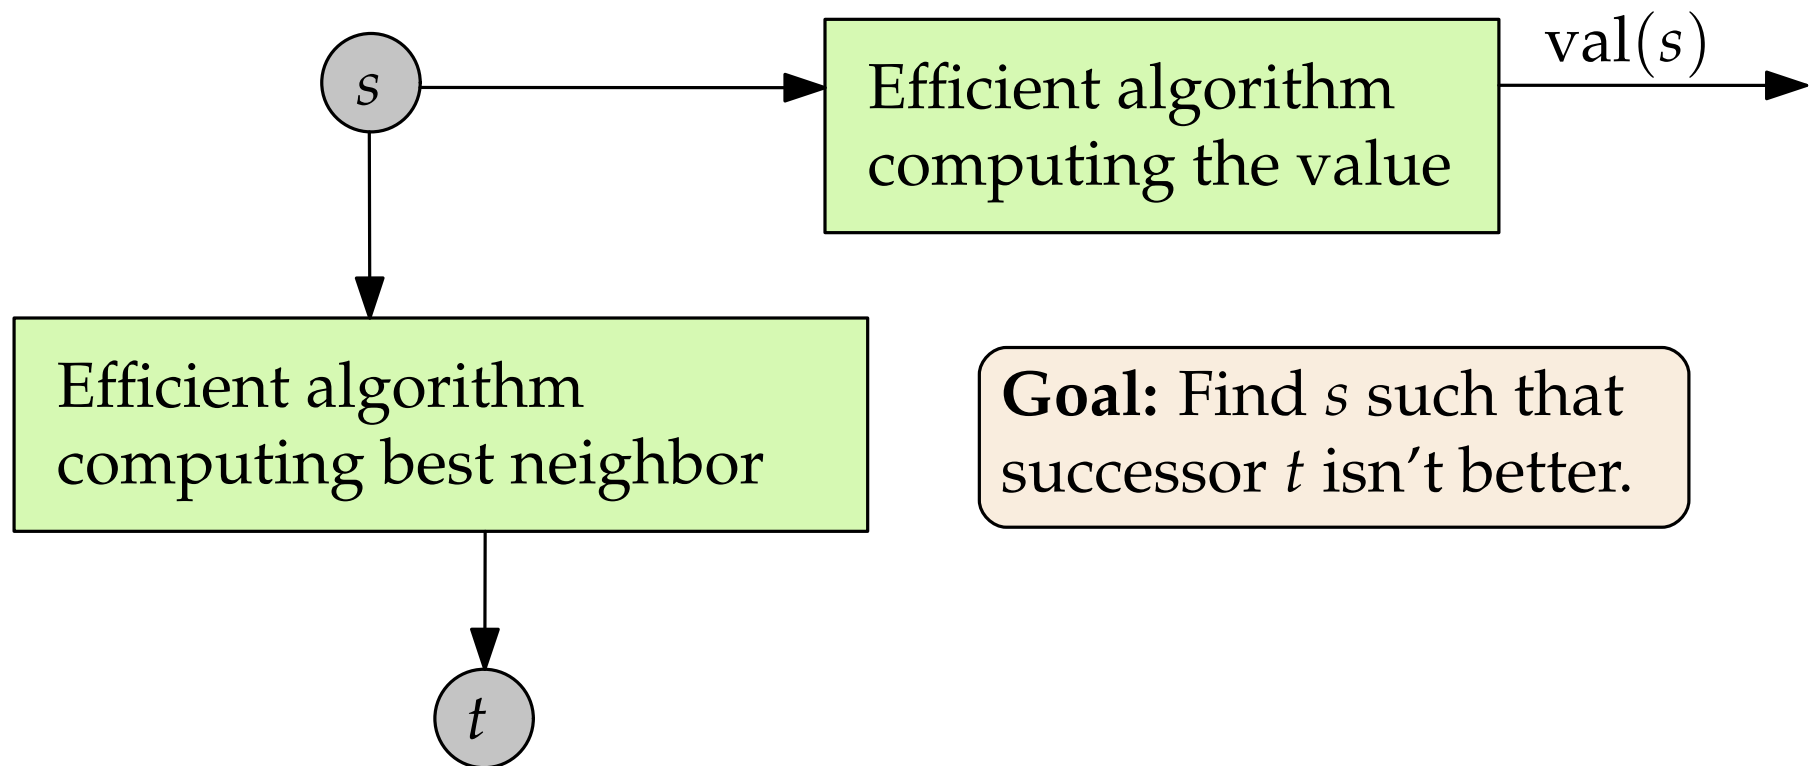 s
Efficient algorithm
computing the value
val(s)
Efficient algorithm
computing best neighbor
Goal: Find s such that
successor t isn't better.
t